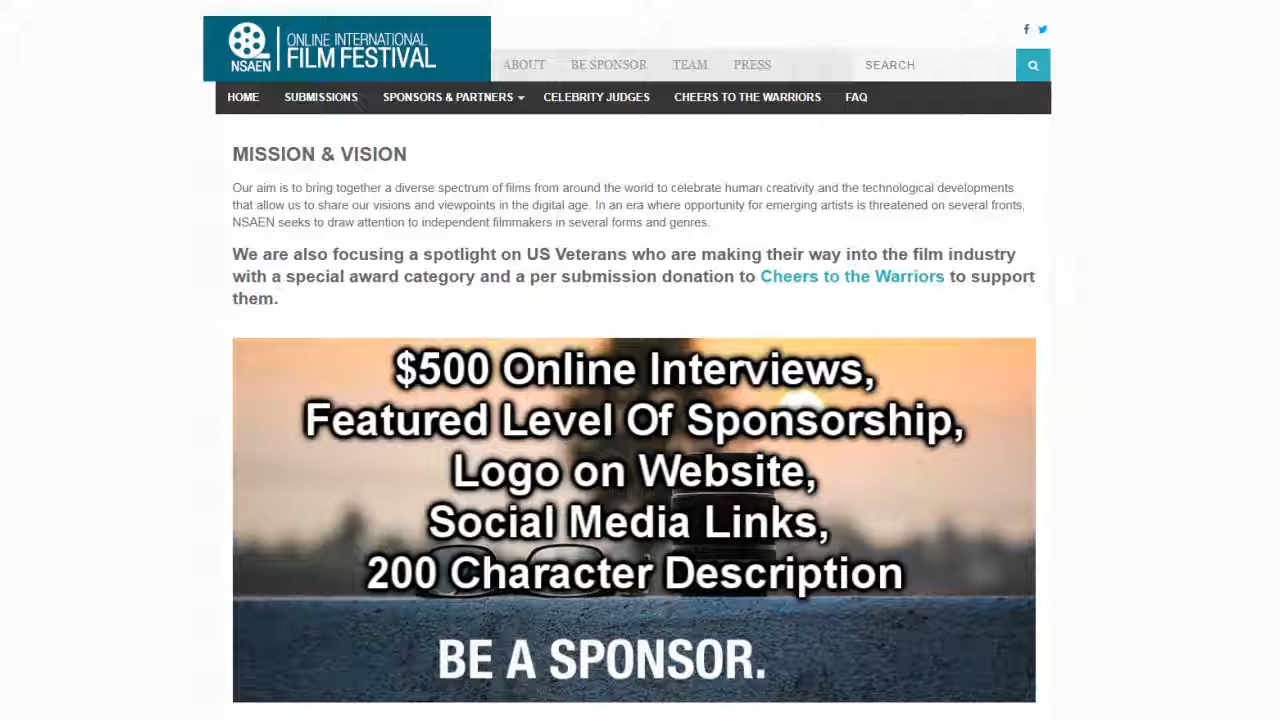 ONLINE INTERNATIONAL
FILM FESTIVAL
NSAEN
ABOUT BE SPONSOR TEAM PRESS SEARCH
HOME SUBMISSIONS SPONSORS & PARTNERS CELEBRITY JUDGES CHEERS TO THE WARRIORS FAQ
MISSION & VISION
Our aim is to bring together a diverse spectrum of films from around the world to celebrate human creativity and the technological developments
that allow us to share our visions and viewpoints in the digital age. In an era where opportunity for emerging artists is threatened on several fronts,
NSAEN seeks to draw attention to independent filmmakers in several forms and genres.
We are also focusing a spotlight on US Veterans who are making their way into the film industry
with a special award category and a per submission donation to Cheers to the Warriors to support
them.
$500 Online Interviews,
Featured Level Of Sponsorship,
Logo on Website,
Social Media Links,
200 Character Description
BE A SPONSOR.